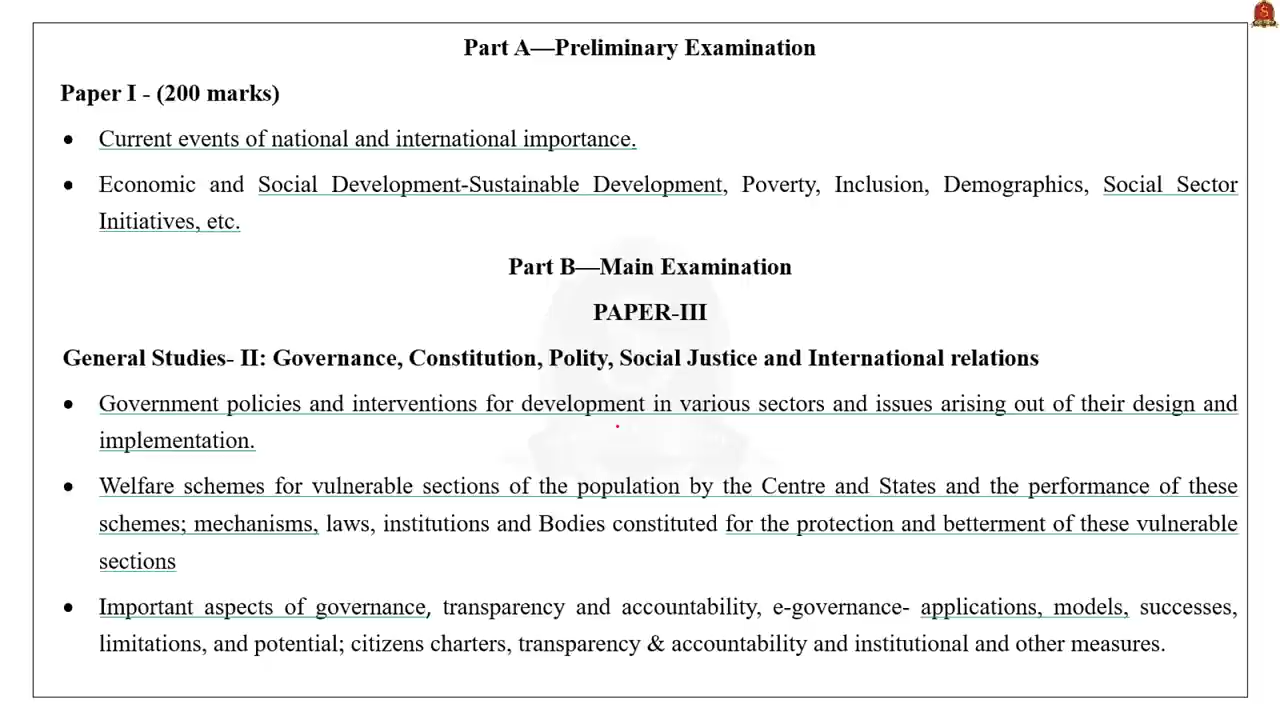 Part A—Preliminary Examination
Paper I - (200 marks)
● Current events of national and international importance.
● Economic and Social Development-Sustainable Development, Poverty, Inclusion, Demographics, Social Sector
Initiatives, etc.
Part B—Main Examination
PAPER-III
General Studies- II: Governance, Constitution, Polity, Social Justice and International relations
● Government policies and interventions for development in various sectors and issues arising out of their design and
implementation.
● Welfare schemes for vulnerable sections of the population by the Centre and States and the performance of these
schemes; mechanisms, laws, institutions and Bodies constituted for the protection and betterment of these vulnerable
sections
● Important aspects of governance, transparency and accountability, e-governance- applications, models, successes,
limitations, and potential; citizens charters, transparency & accountability and institutional and other measures.